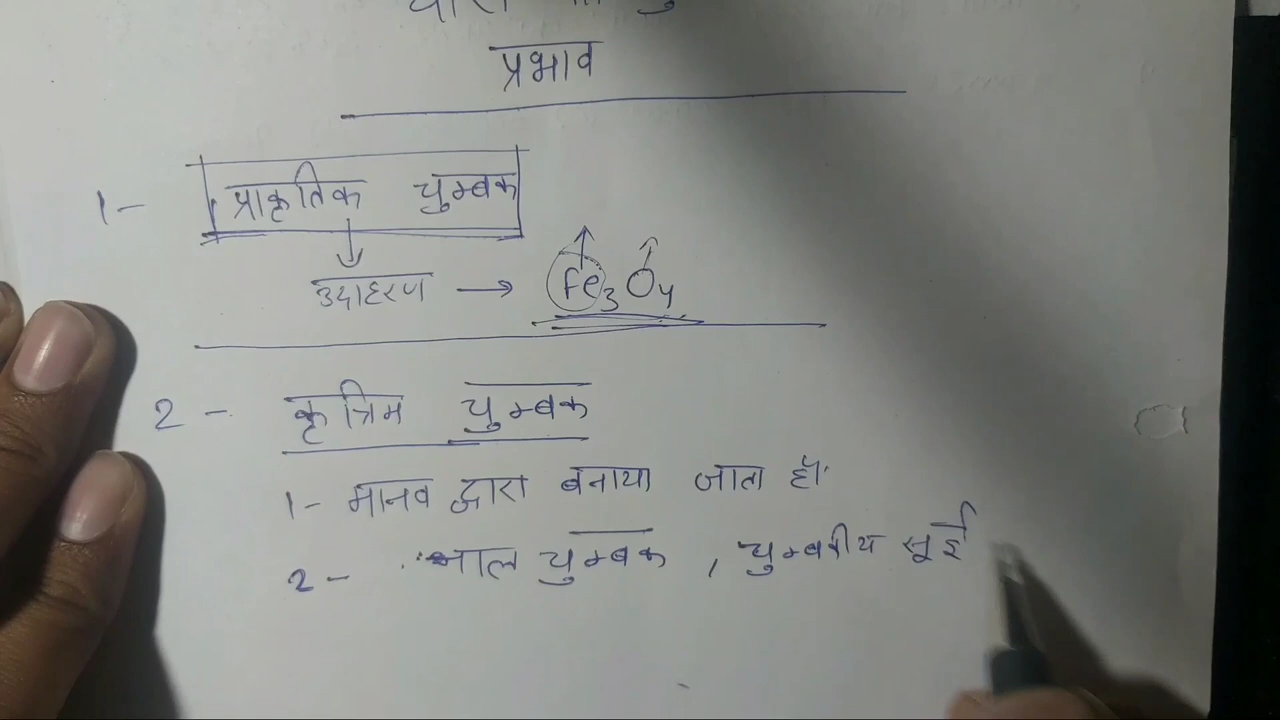 प्रभाव
1- प्राकृतिक चुम्बक
उदाहरण → Fe₃O₄
2 - कृत्रिम चुम्बक
1- मानव द्वारा बनाया जाता है।
2 - नाल चुम्बक , चुम्बकीय सूई